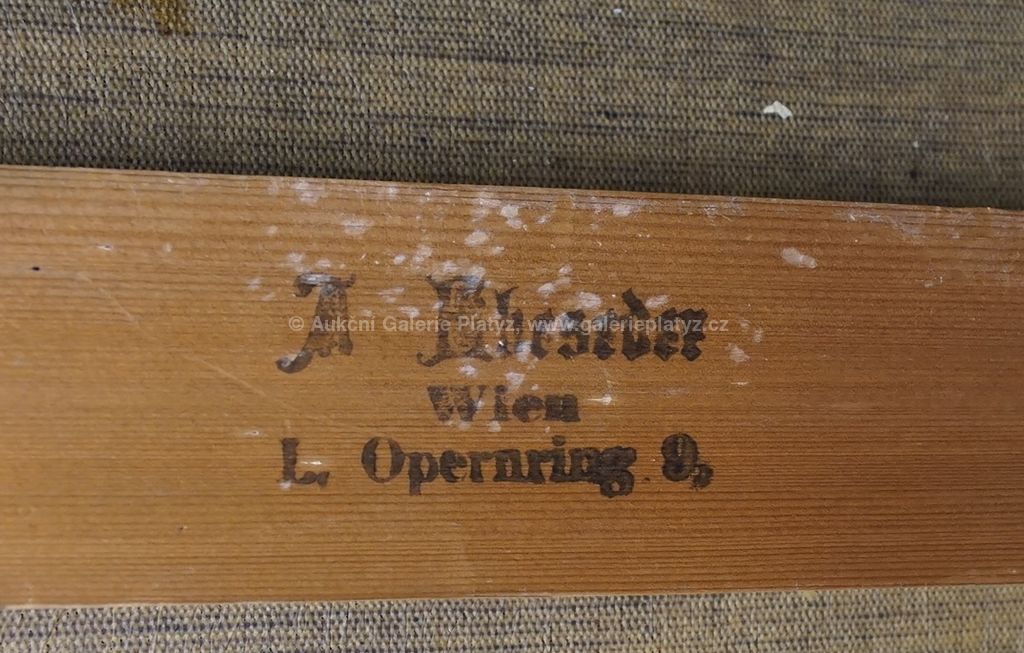 A Ebeseder
© Aukcni Galerie Platyz, www.galerieplatyz.cz
Wien
I., Opernring 9,